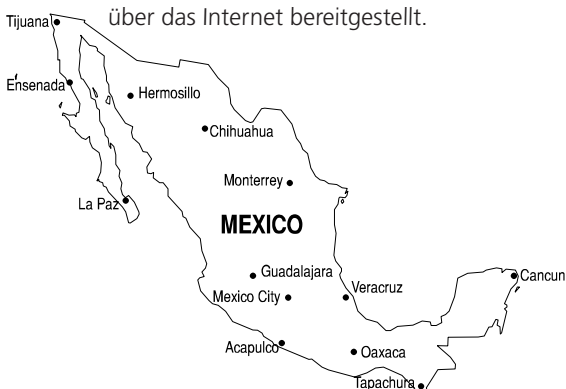 über das Internet bereitgestellt.
Tijuana
Ensenada
Hermosillo
Chihuahua
Monterrey
La Paz
MEXICO
Guadalajara
Cancun
Mexico City
Veracruz
Acapulco
Oaxaca
Tapachura